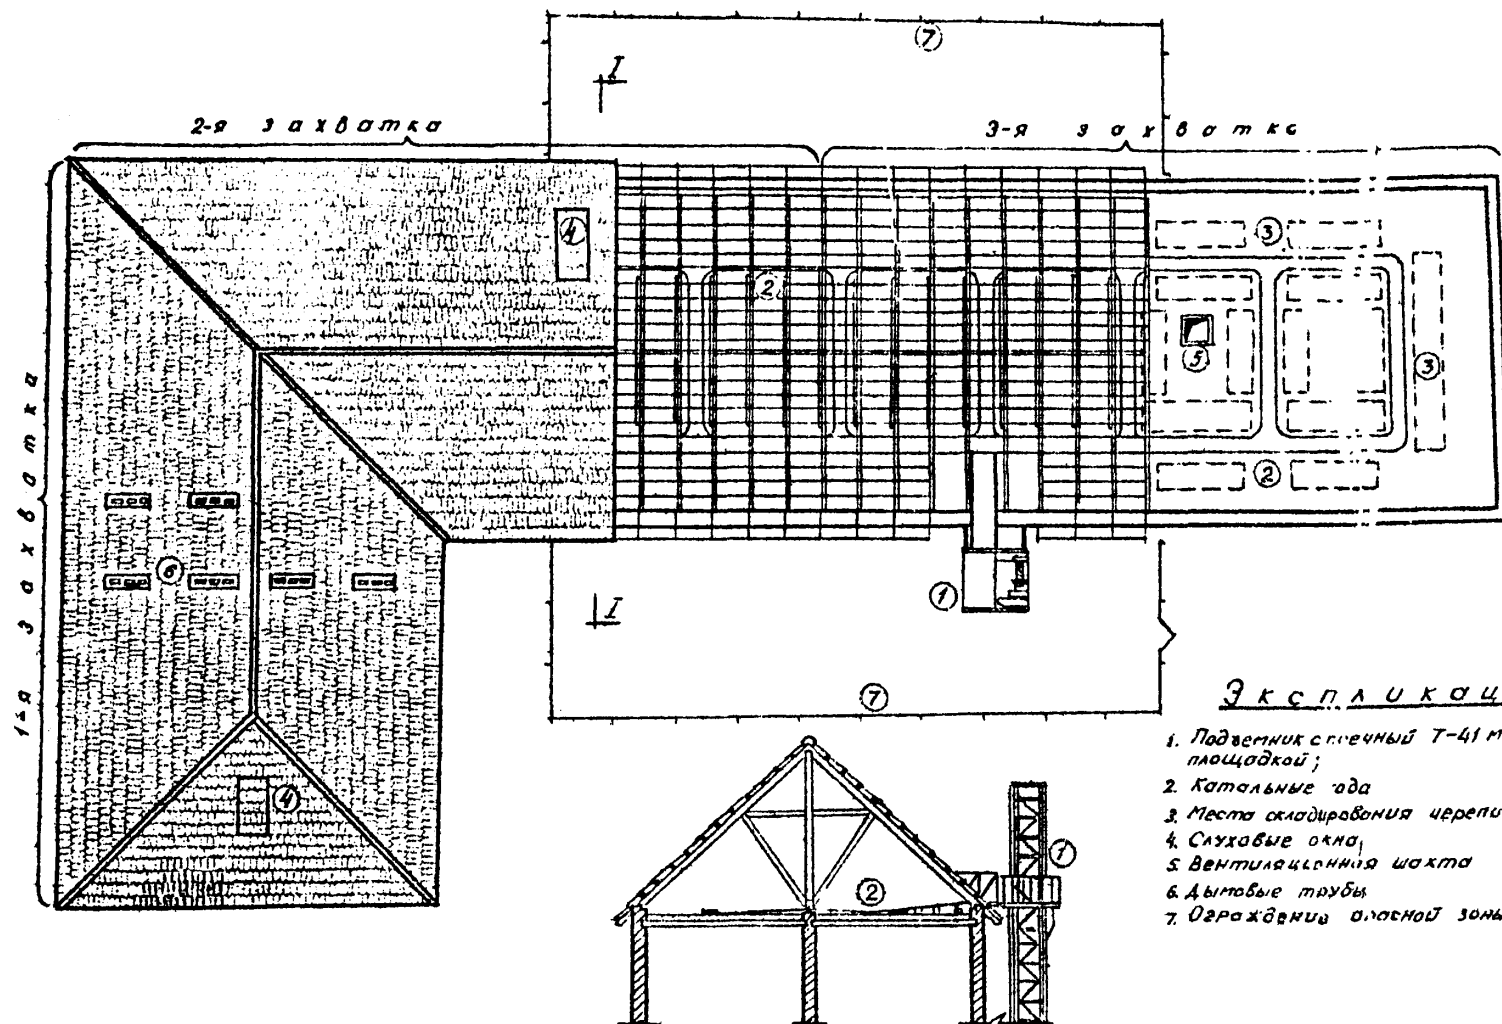 7
I
2-я захватка
3-я захватка
4
3
2
5
3
1-я захватка
2
6
1
I
7
Экспликац
1. Подъемник стоечный Т-41 м
площадкой;
4
2. Катальные ода
3. Места складирования черепи
1
4. Слуховые окна,
5. Вентиляционная шахта
2
6. Дымовые трубы
7. Ограждении опасной зоны